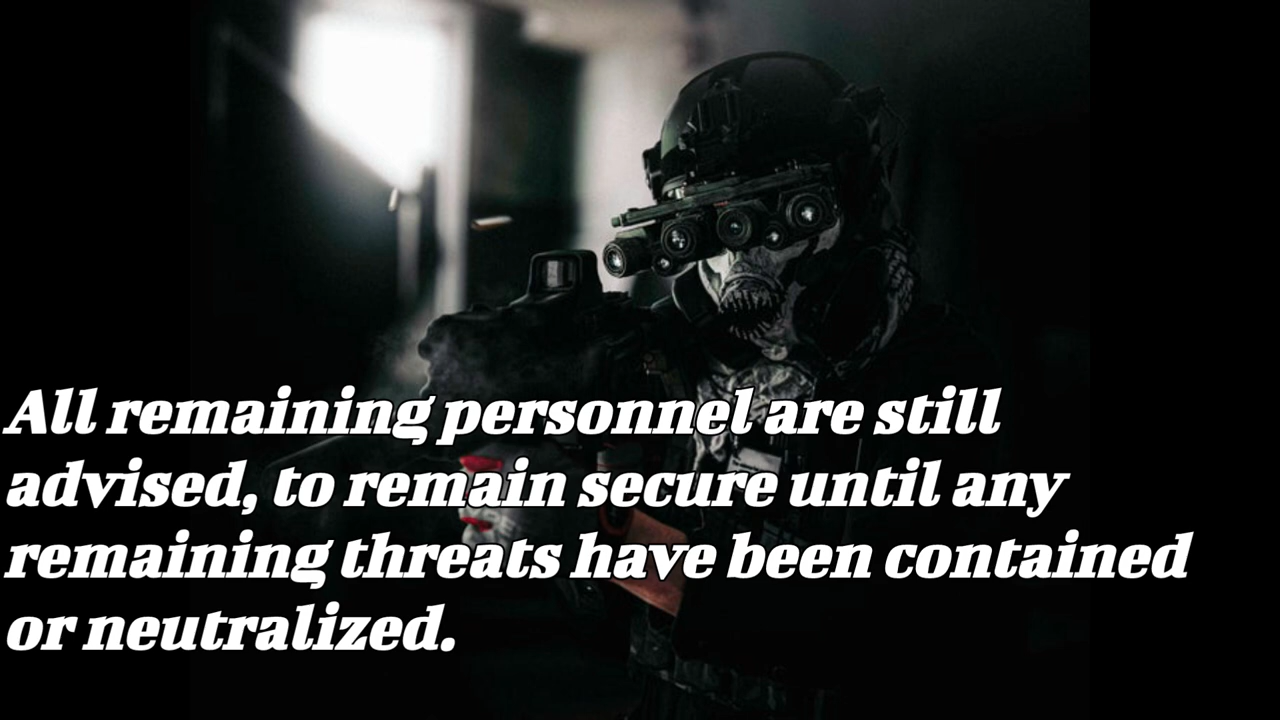 All remaining personnel are still
advised, to remain secure until any
remaining threats have been contained
or neutralized.